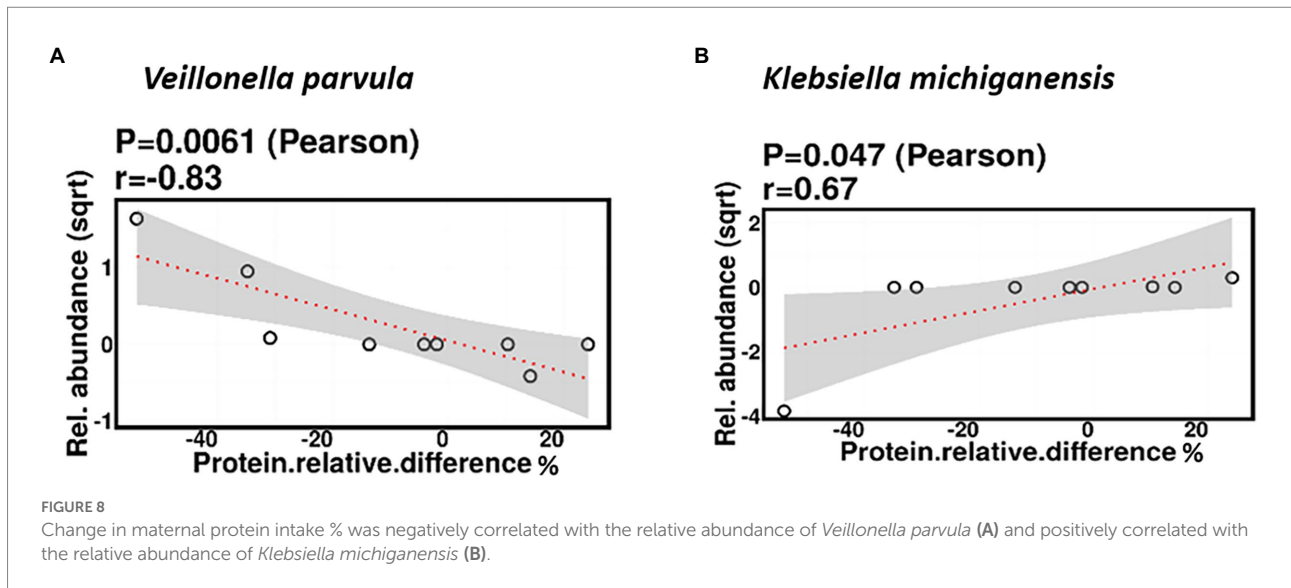 A
Veillonella parvula
P=0.0061 (Pearson)
r=-0.83
Rel. abundance (sqrt)
1
0
-1
-40 -20 0 20
Protein.relative.difference %
B
Klebsiella michiganensis
P=0.047 (Pearson)
r=0.67
Rel. abundance (sqrt)
2
0
-2
-4
-40 -20 0 20
Protein.relative.difference %
FIGURE 8
Change in maternal protein intake % was negatively correlated with the relative abundance of Veillonella parvula (A) and positively correlated with
the relative abundance of Klebsiella michiganensis (B).